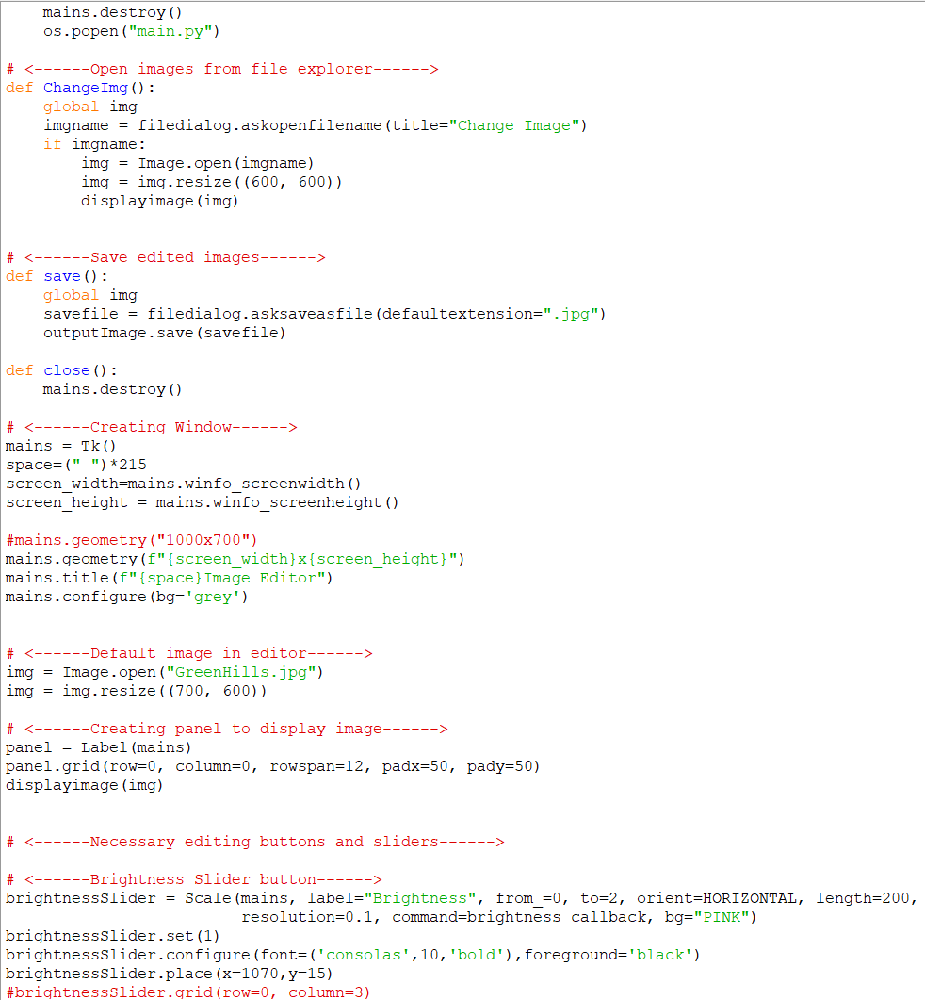 mains.destroy()
    os.popen("main.py")
# <------Open images from file explorer------>
def ChangeImg():
    global img
    imgname = filedialog.askopenfilename(title="Change Image")
    if imgname:
        img = Image.open(imgname)
        img = img.resize((600, 600))
        displayimage(img)
# <------Save edited images------>
def save():
    global img
    savefile = filedialog.asksaveasfile(defaultextension=".jpg")
    outputImage.save(savefile)
def close():
    mains.destroy()
# <------Creating Window------>
mains = Tk()
space=(" ")*215
screen_width=mains.winfo_screenwidth()
screen_height = mains.winfo_screenheight()
#mains.geometry("1000x700")
mains.geometry(f"{screen_width}x{screen_height}")
mains.title(f"{space}Image Editor")
mains.configure(bg='grey')
# <------Default image in editor------>
img = Image.open("GreenHills.jpg")
img = img.resize((700, 600))
# <------Creating panel to display image------>
panel = Label(mains)
panel.grid(row=0, column=0, rowspan=12, padx=50, pady=50)
displayimage(img)
# <------Necessary editing buttons and sliders------>
# <------Brightness Slider button------>
brightnessSlider = Scale(mains, label="Brightness", from_=0, to=2, orient=HORIZONTAL, length=200,
                         resolution=0.1, command=brightness_callback, bg="PINK")
brightnessSlider.set(1)
brightnessSlider.configure(font=('consolas',10,'bold'),foreground='black')
brightnessSlider.place(x=1070,y=15)
#brightnessSlider.grid(row=0, column=3)